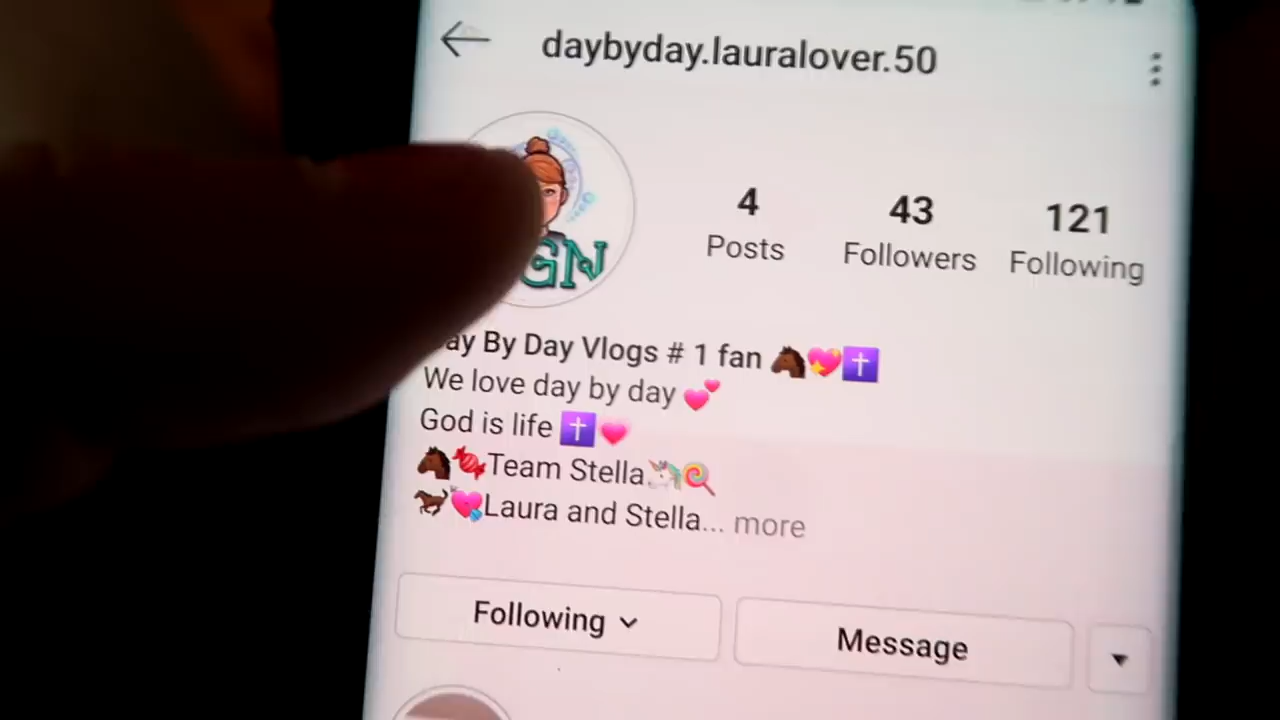 daybyday.lauralover.50
GN
4 43 121
Posts Followers Following
By Day Vlogs # 1 fan 🐴💖✝️
We love day by day 💕
God is life ✝️💗
🐴🍬Team Stella🦄🍭
🐎💘Laura and Stella... more
Following
Message